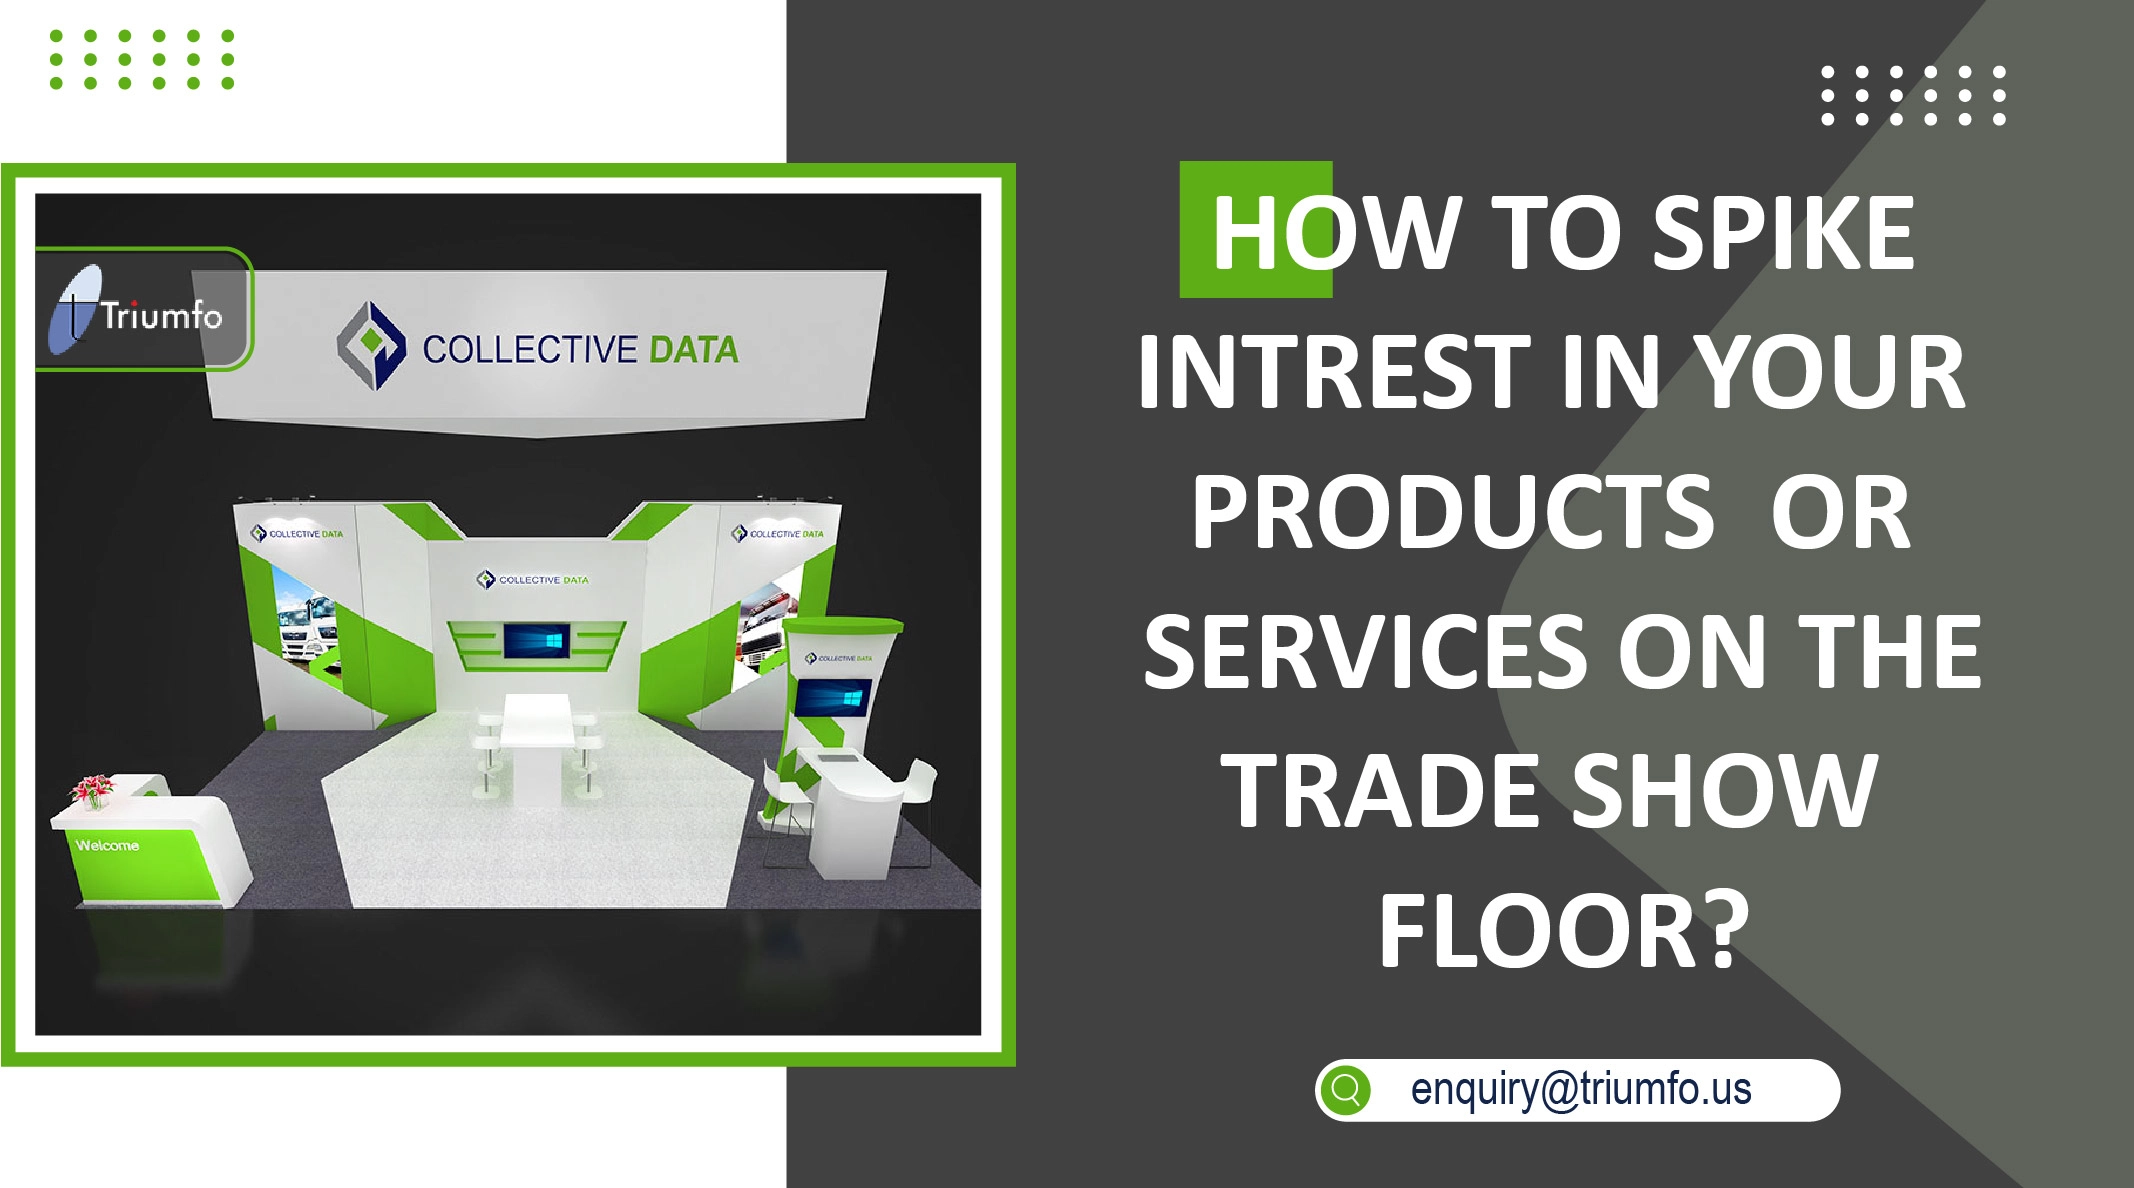 Triumfo
COLLECTIVE DATA
COLLECTIVE DATA
COLLECTIVE DATA
COLLECTIVE DATA
COLLECTIVE DATA
Welcome
HOW TO SPIKE
INTREST IN YOUR
PRODUCTS OR
SERVICES ON THE
TRADE SHOW
FLOOR?
enquiry@triumfo.us